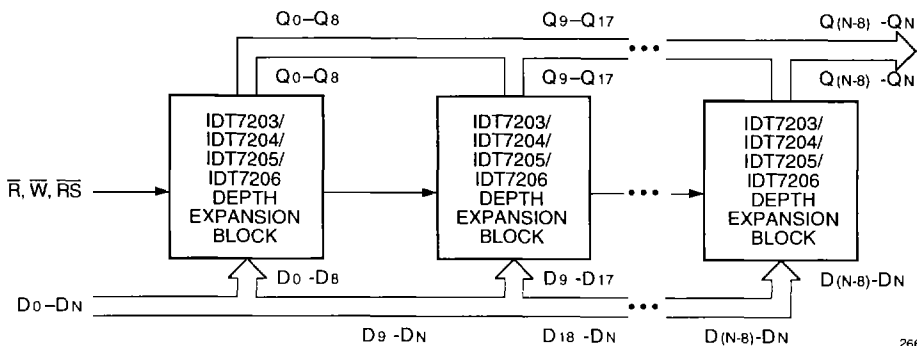 Q0–Q8 Q9–Q17 Q(N-8) -QN
Q0–Q8 Q9–Q17 Q(N-8) -QN
IDT7203/
IDT7204/
IDT7205/
IDT7206
DEPTH
EXPANSION
BLOCK
IDT7203/
IDT7204/
IDT7205/
IDT7206
DEPTH
EXPANSION
BLOCK
IDT7203/
IDT7204/
IDT7205/
IDT7206
DEPTH
EXPANSION
BLOCK
R̅, W̅, R̅S̅
D0 -D8 D9 -D17 D(N-8)-DN
D0–DN
D9 -DN D18 -DN D(N-8)-DN
266